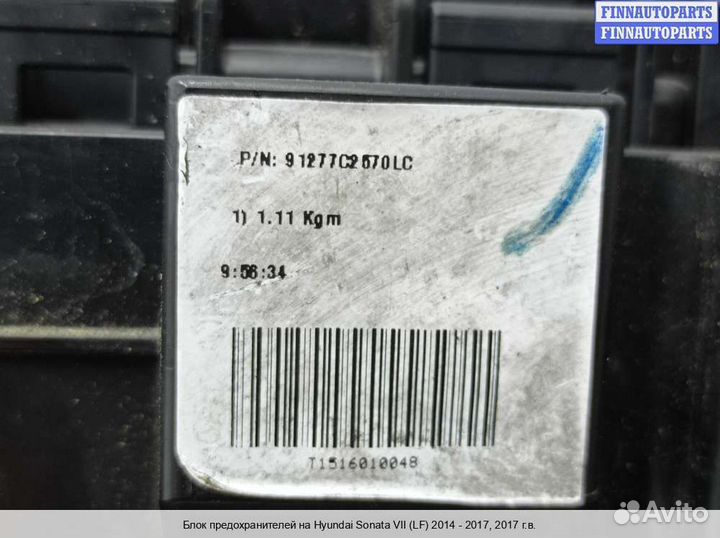 FINNAUTOPARTS
FINNAUTOPARTS
P/N: 91277C2670LC
1) 1.11 Kgm
9:56:34
T1516010048
Avito
Блок предохранителей на Hyundai Sonata VII (LF) 2014 - 2017, 2017 г.в.